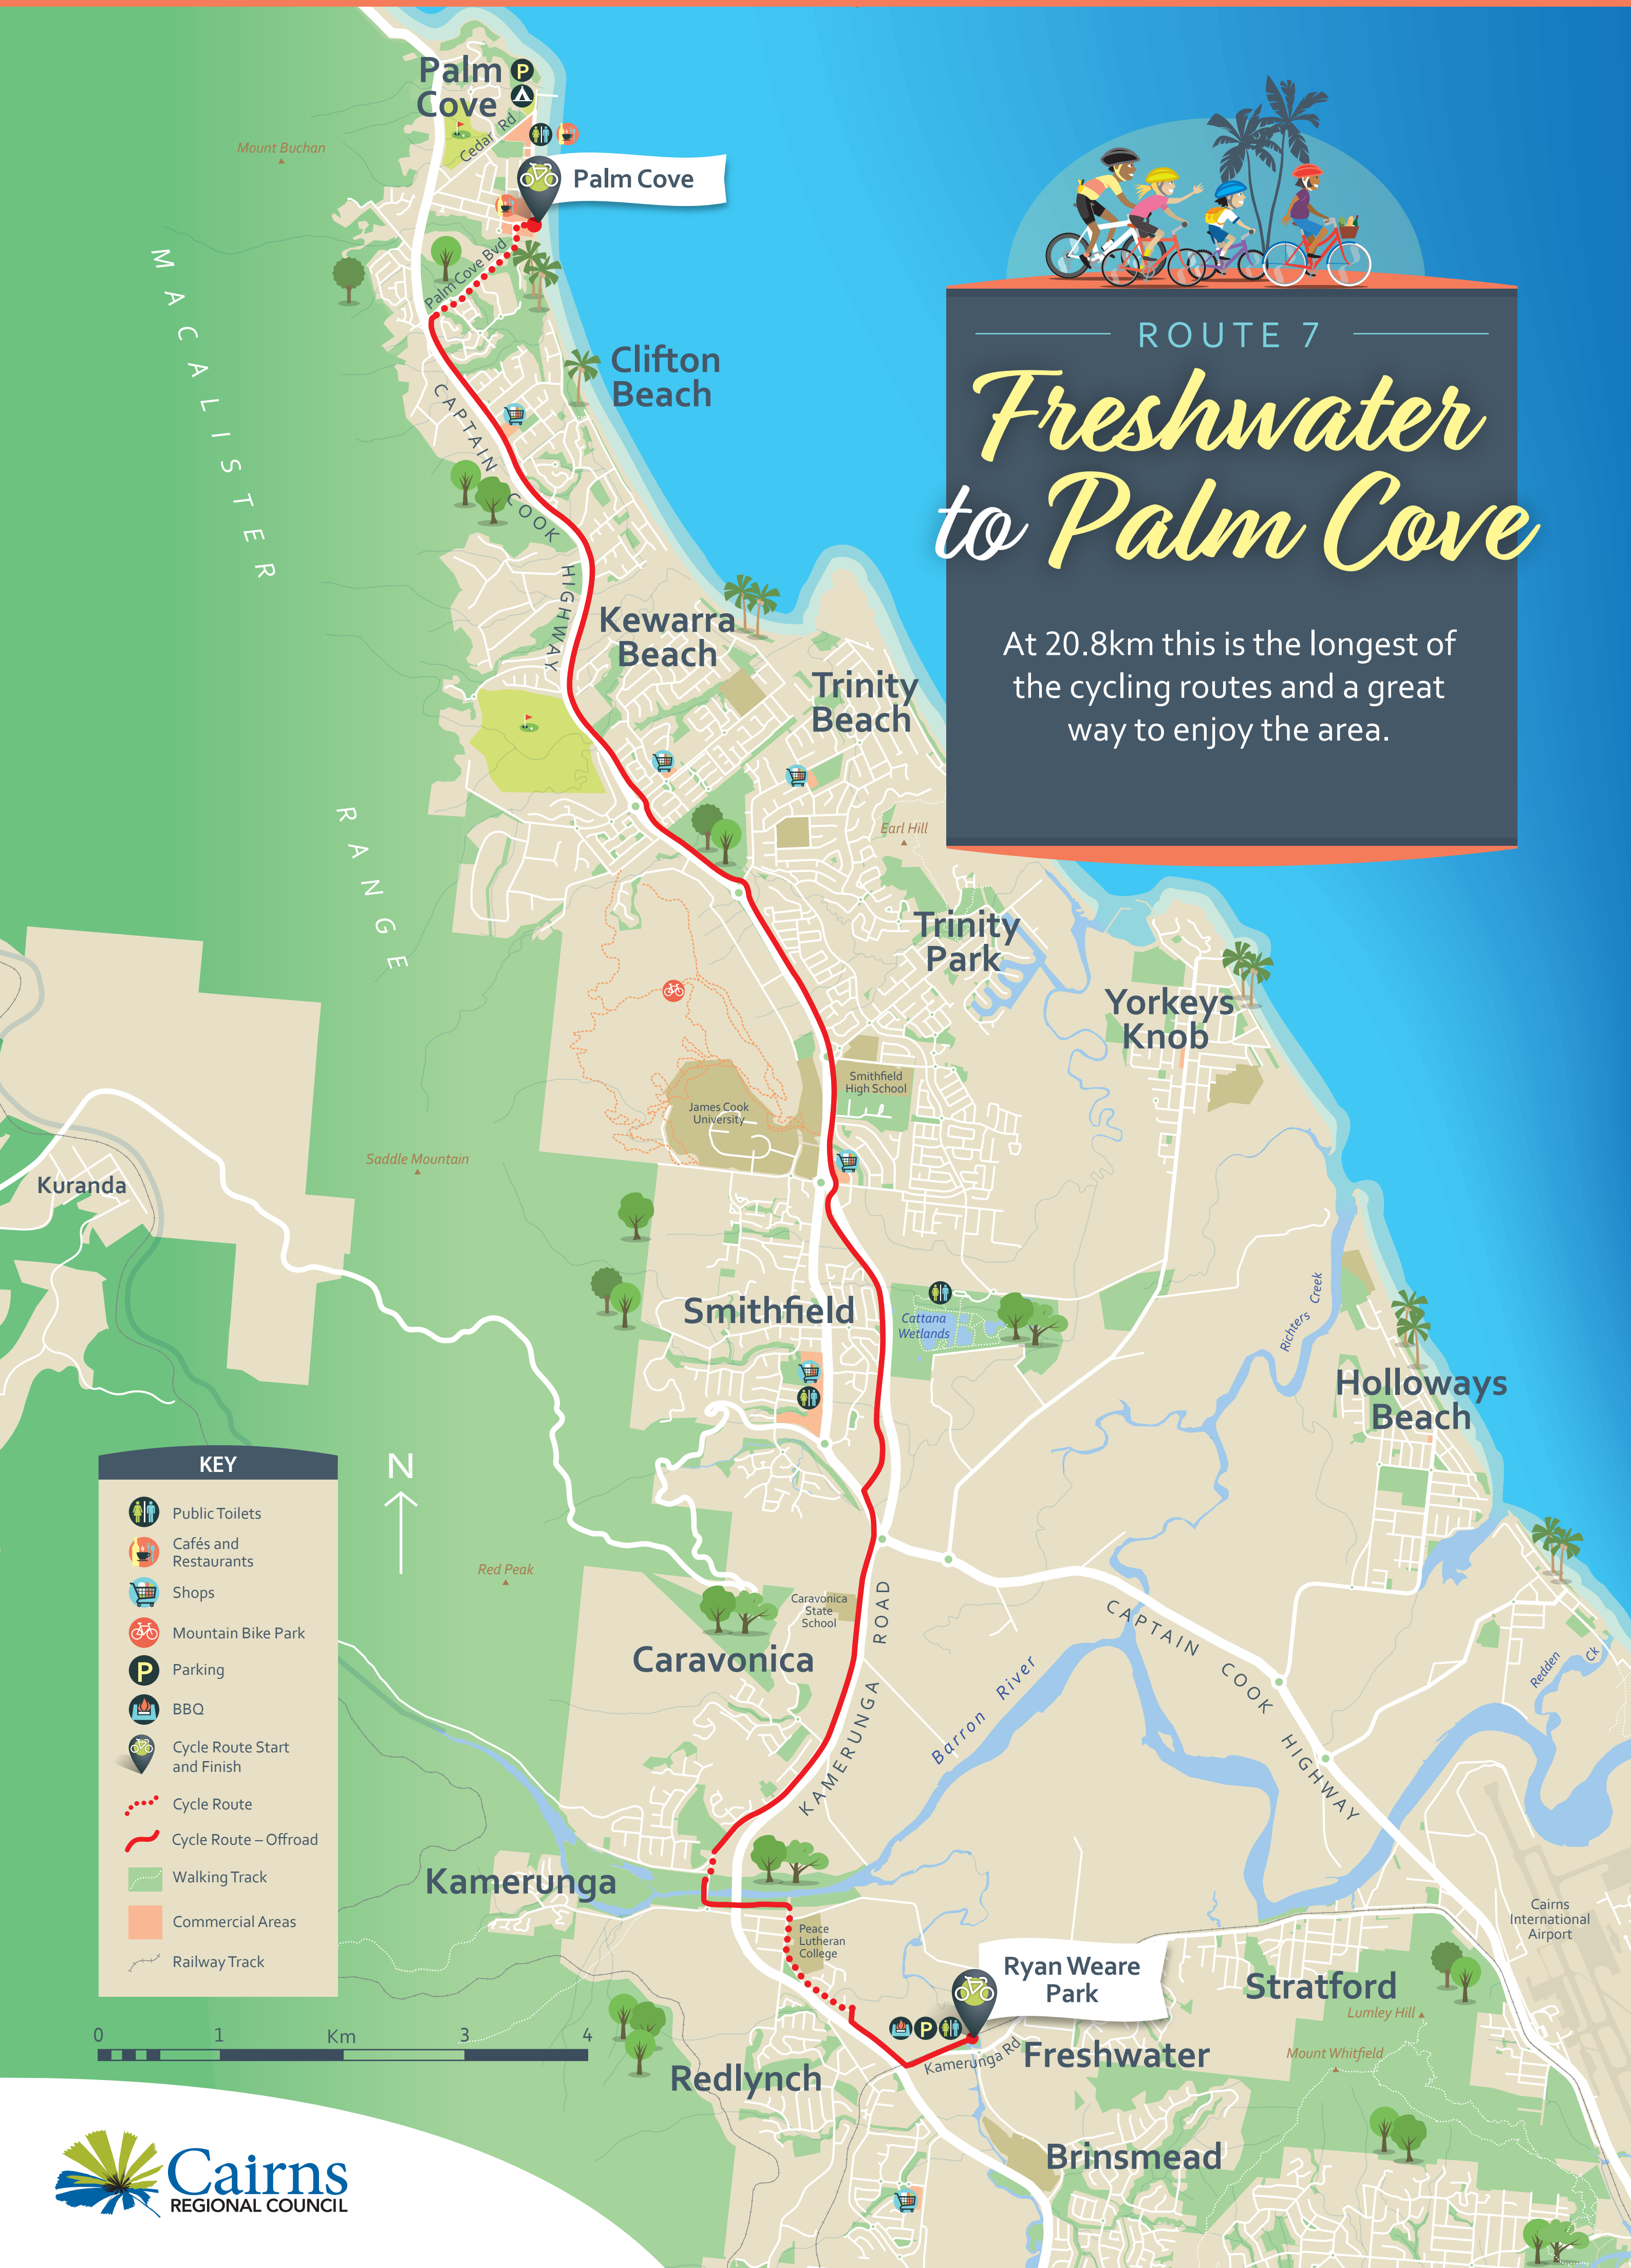 Palm
Cove
P
Cedar Rd
Mount Buchan
Palm Cove
Palm Cove Bvd
MACALISTER
RANGE
Clifton
Beach
CAPTAIN COOK HIGHWAY
ROUTE 7
Freshwater
to Palm Cove
At 20.8km this is the longest of
the cycling routes and a great
way to enjoy the area.
Kewarra
Beach
Trinity
Beach
Earl Hill
Trinity
Park
Yorkeys
Knob
Smithfield
High School
James Cook
University
Saddle Mountain
Kuranda
Smithfield
Cattana
Wetlands
Richters Creek
Holloways
Beach
KEY
Public Toilets
Cafés and
Restaurants
Shops
Mountain Bike Park
P
Parking
BBQ
Cycle Route Start
and Finish
Cycle Route
Cycle Route – Offroad
Walking Track
Commercial Areas
Railway Track
N
Red Peak
Caravonica
State
School
Caravonica
KAMERUNGA ROAD
Barron River
CAPTAIN COOK HIGHWAY
Redden Ck
Kamerunga
Peace
Lutheran
College
Cairns
International
Airport
Ryan Weare
Park
P
Stratford
Lumley Hill
Mount Whitfield
Kamerunga Rd
Freshwater
Redlynch
Brinsmead
0 1 Km 3 4
Cairns
REGIONAL COUNCIL